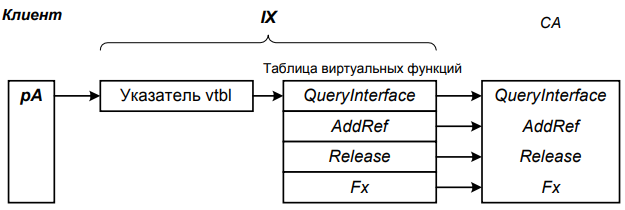 Клиент
IX
CA
Таблица виртуальных функций
pA
Указатель vtbl
QueryInterface
QueryInterface
AddRef
AddRef
Release
Release
Fx
Fx